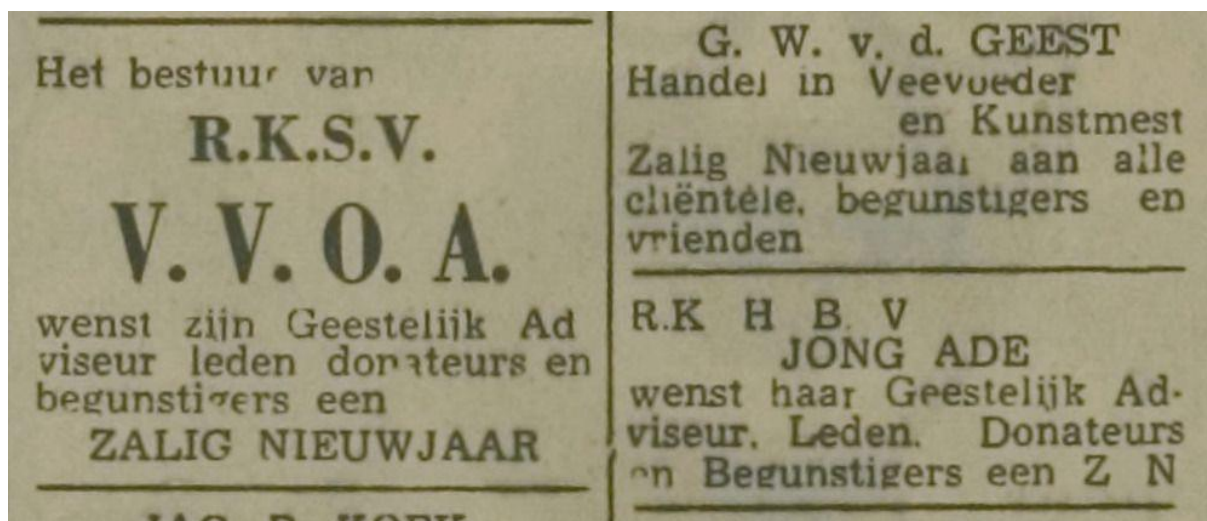 Het bestuur van
R.K.S.V.
V. V. O. A.
wenst zijn Geestelijk Ad
viseur leden donateurs en
begunstigers een
ZALIG NIEUWJAAR
G. W. v. d. GEEST
Handel in Veevoeder
en Kunstmest
Zalig Nieuwjaar aan alle
cliëntèle, begunstigers en
vrienden
R.K H B. V
JONG ADE
wenst haar Geestelijk Ad-
viseur, Leden, Donateurs
en Begunstigers een Z N